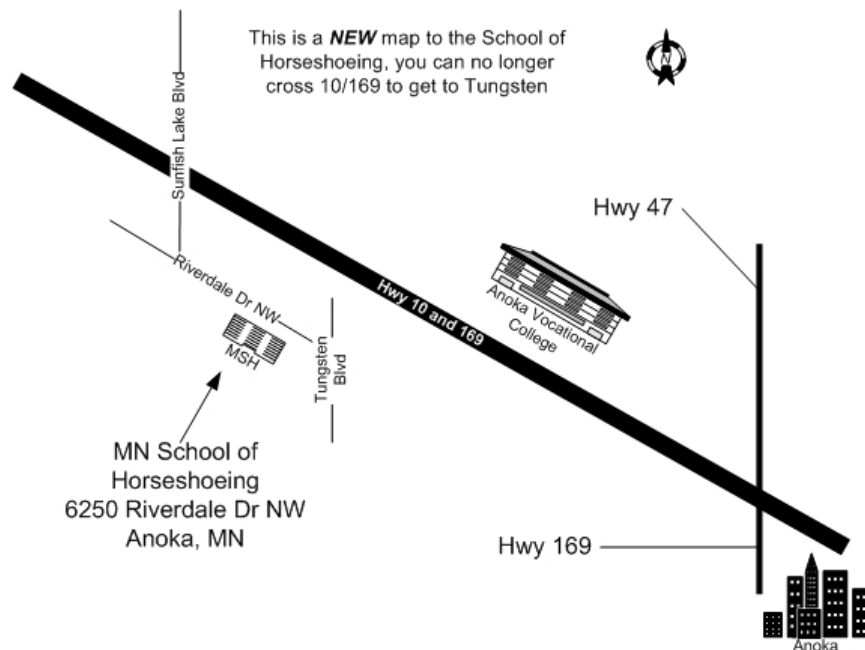 This is a NEW map to the School of
Horseshoeing, you can no longer
cross 10/169 to get to Tungsten
N
Sunfish Lake Blvd
Hwy 47
Riverdale Dr NW
Hwy 10 and 169
Anoka Vocational
College
Tungsten
Blvd
MSH
MN School of
Horseshoeing
6250 Riverdale Dr NW
Anoka, MN
Hwy 169
Anoka